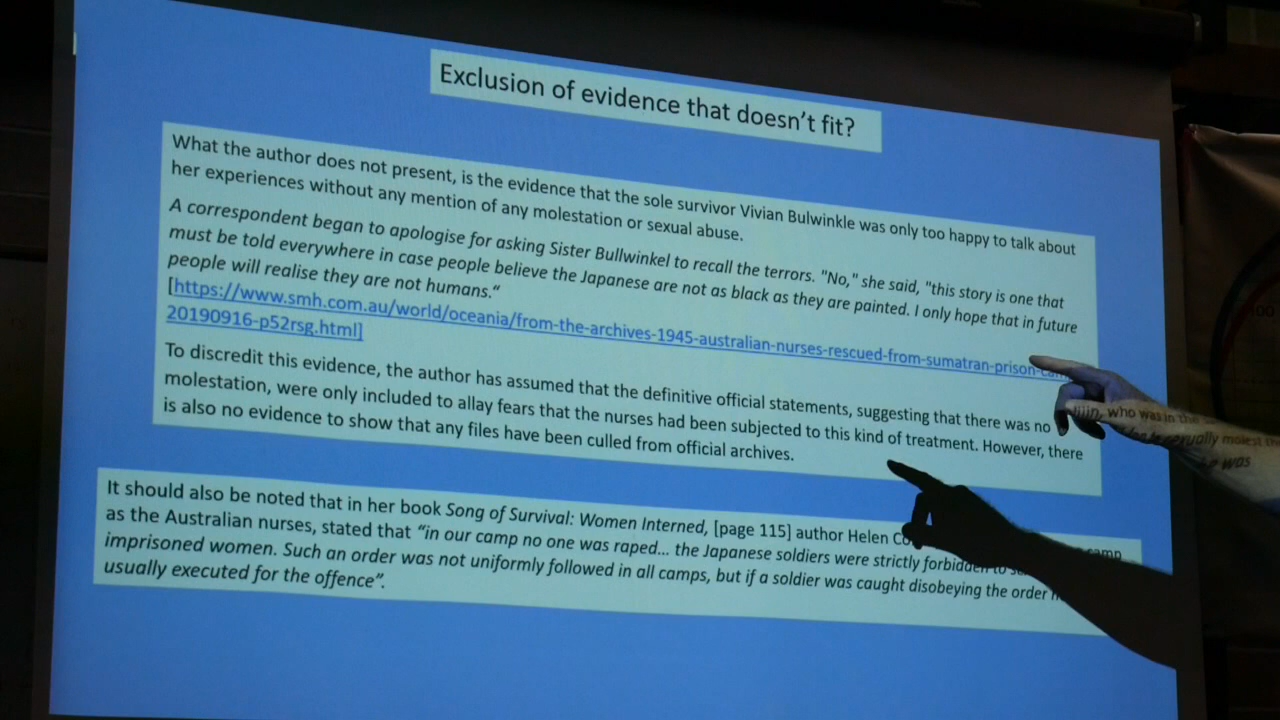 Exclusion of evidence that doesn't fit?
What the author does not present, is the evidence that the sole survivor Vivian Bulwinkle was only too happy to talk about
her experiences without any mention of any molestation or sexual abuse.
A correspondent began to apologise for asking Sister Bullwinkel to recall the terrors. "No," she said, "this story is one that
must be told everywhere in case people believe the Japanese are not as black as they are painted. I only hope that in future
people will realise they are not humans."
[https://www.smh.com.au/world/oceania/from-the-archives-1945-australian-nurses-rescued-from-sumatran-prison-camp
20190916-p52rsg.html]
To discredit this evidence, the author has assumed that the definitive official statements, suggesting that there was no
molestation, were only included to allay fears that the nurses had been subjected to this kind of treatment. However, there
is also no evidence to show that any files have been culled from official archives.
It should also be noted that in her book Song of Survival: Women Interned, [page 115] author Helen camp
as the Australian nurses, stated that "in our camp no one was raped... the Japanese soldiers were strictly forbidden to
imprisoned women. Such an order was not uniformly followed in all camps, but if a soldier was caught disobeying the order
usually executed for the offence".
who was in the
sexually molest
was
100